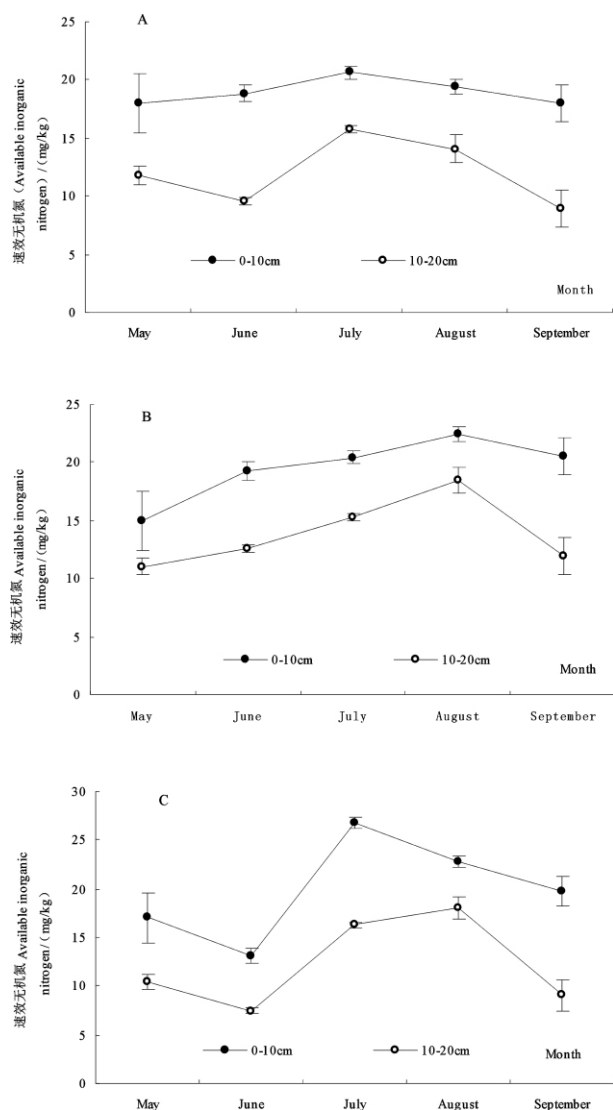 A
25
20
15
10
5
0
速效无机氮（Available inorganic
nitrogen）/(mg/kg)
0-10cm
10-20cm
Month
May
June
July
August
September
B
25
20
15
10
5
0
速效无机氮 Available inorganic
nitrogen/(mg/kg)
0-10cm
10-20cm
Month
May
June
July
August
September
C
30
25
20
15
10
5
0
速效无机氮 Available inorganic
nitrogen/(mg/kg)
0-10cm
10-20cm
Month
May
June
July
August
September